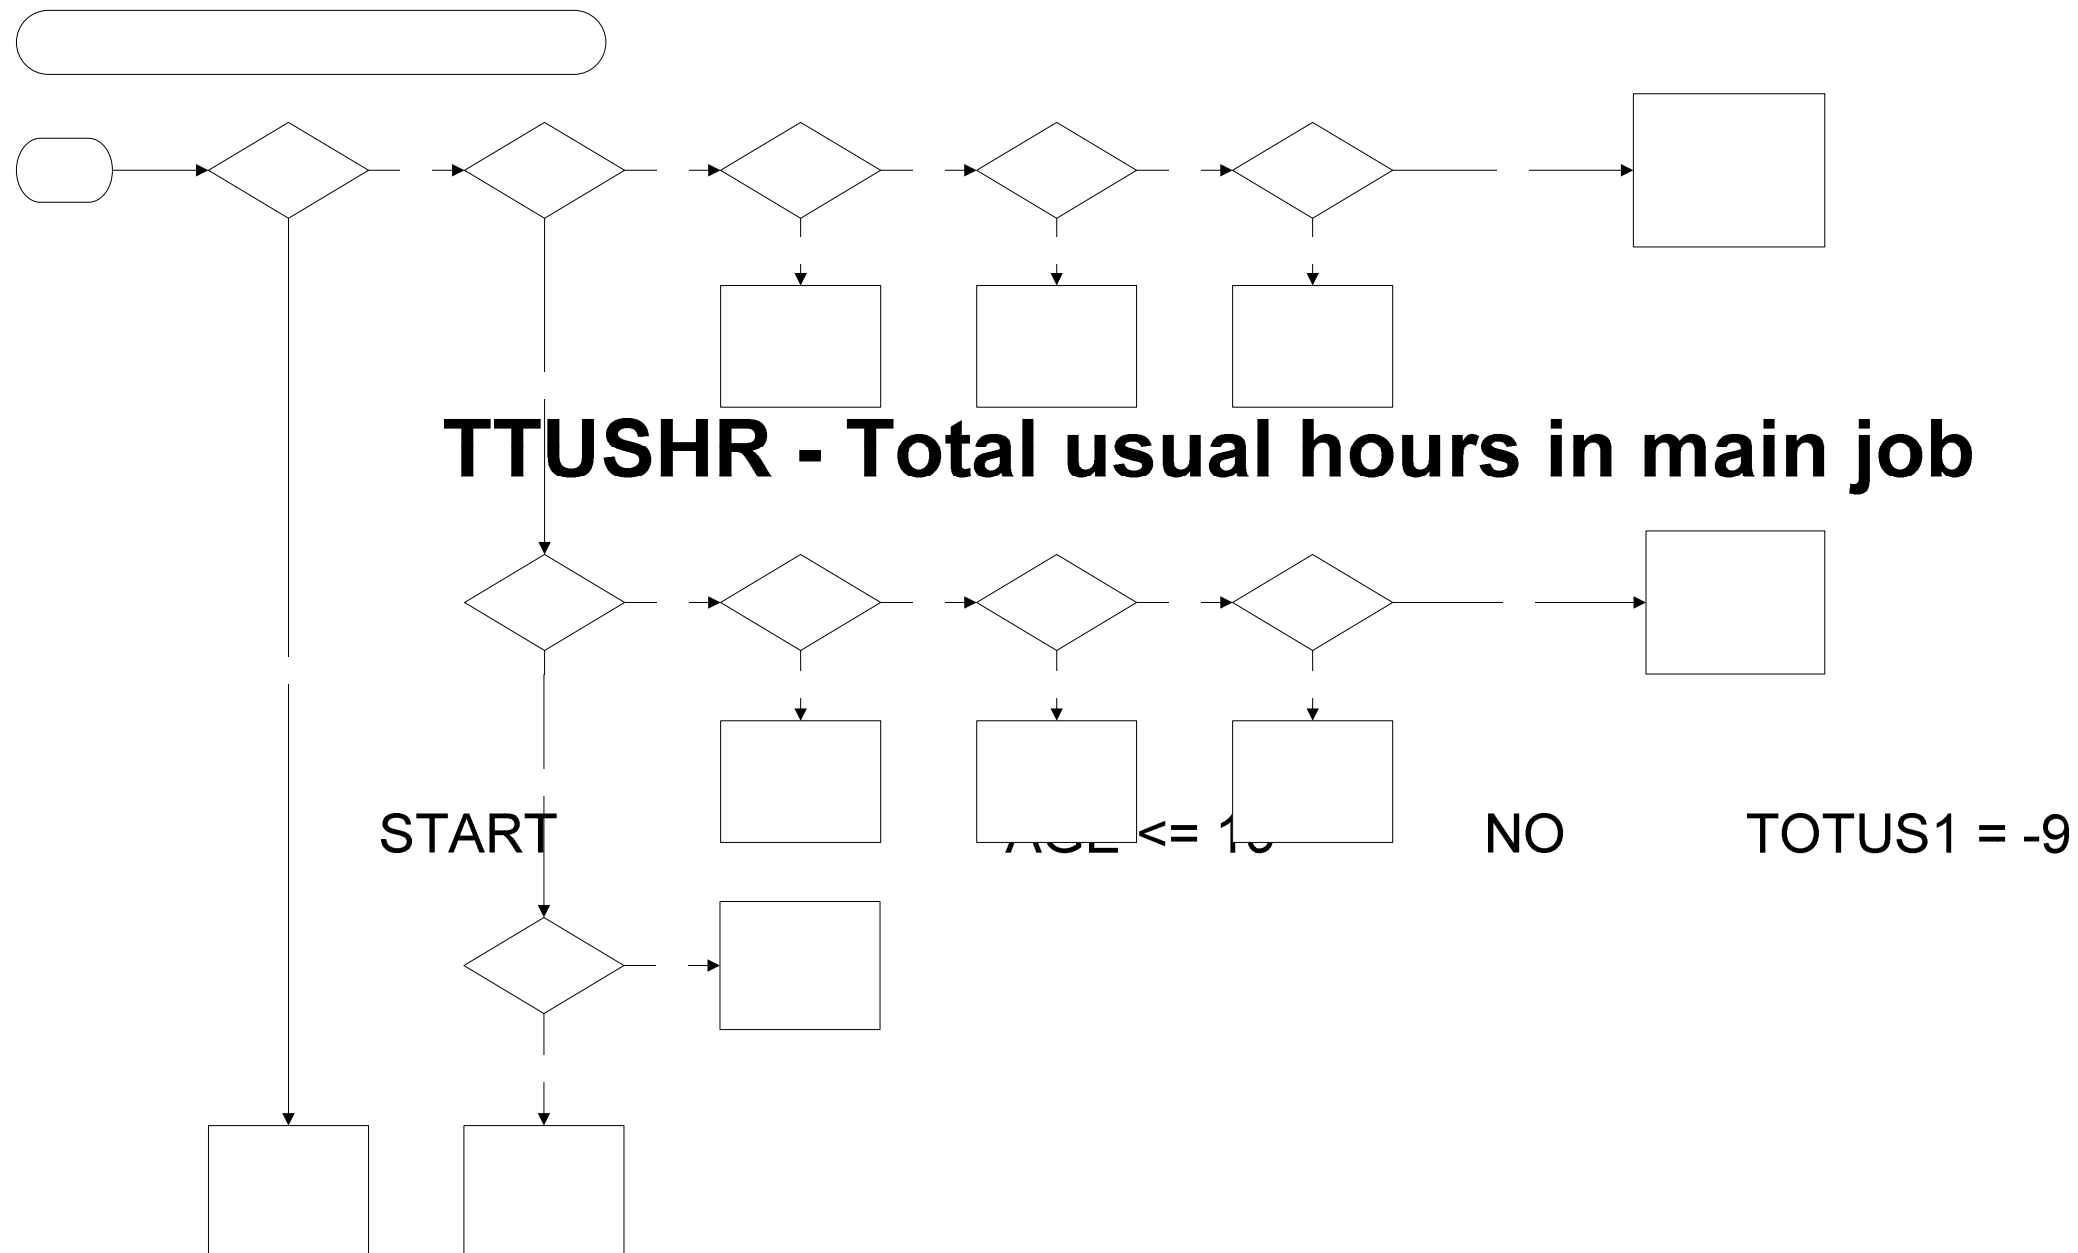 TTUSHR - Total usual hours in main job
START <= NO TOTUS1 = -9